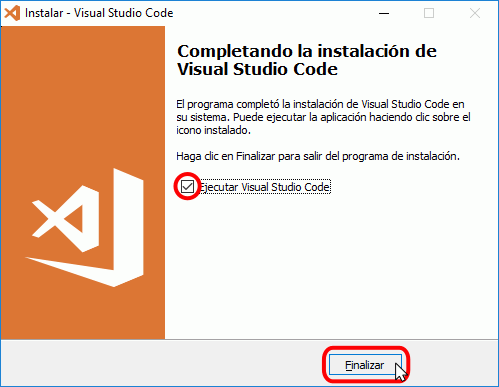 Instalar - Visual Studio Code
Completando la instalación de
Visual Studio Code
El programa completó la instalación de Visual Studio Code en
su sistema. Puede ejecutar la aplicación haciendo clic sobre el
icono instalado.
Haga clic en Finalizar para salir del programa de instalación.
Ejecutar Visual Studio Code
Finalizar